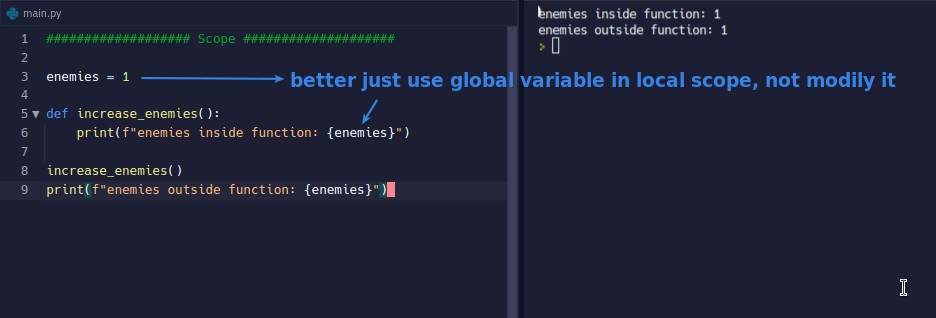 main.py
1 ################### Scope ####################
2
3 enemies = 1
better just use global variable in local scope, not modily it
4
5 def increase_enemies():
6     print(f"enemies inside function: {enemies}")
7
8 increase_enemies()
9 print(f"enemies outside function: {enemies}")
enemies inside function: 1
enemies outside function: 1
>